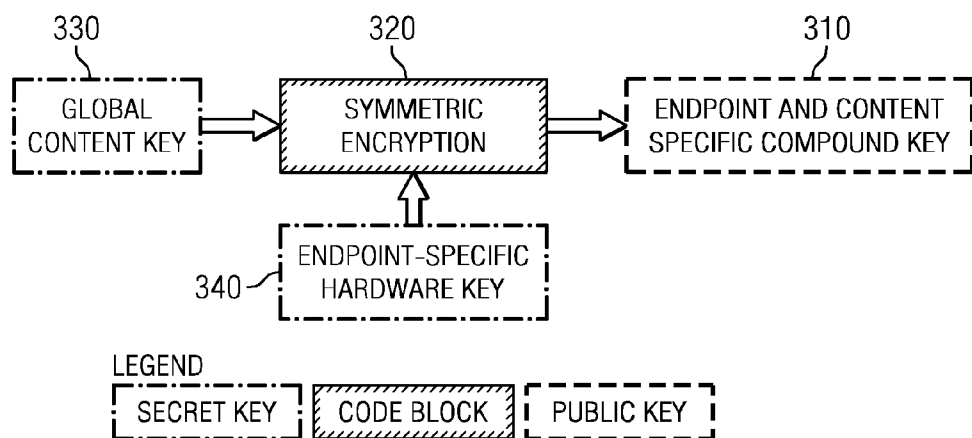 330
320
310
GLOBAL
CONTENT KEY
SYMMETRIC
ENCRYPTION
ENDPOINT AND CONTENT
SPECIFIC COMPOUND KEY
340
ENDPOINT-SPECIFIC
HARDWARE KEY
LEGEND
SECRET KEY
CODE BLOCK
PUBLIC KEY